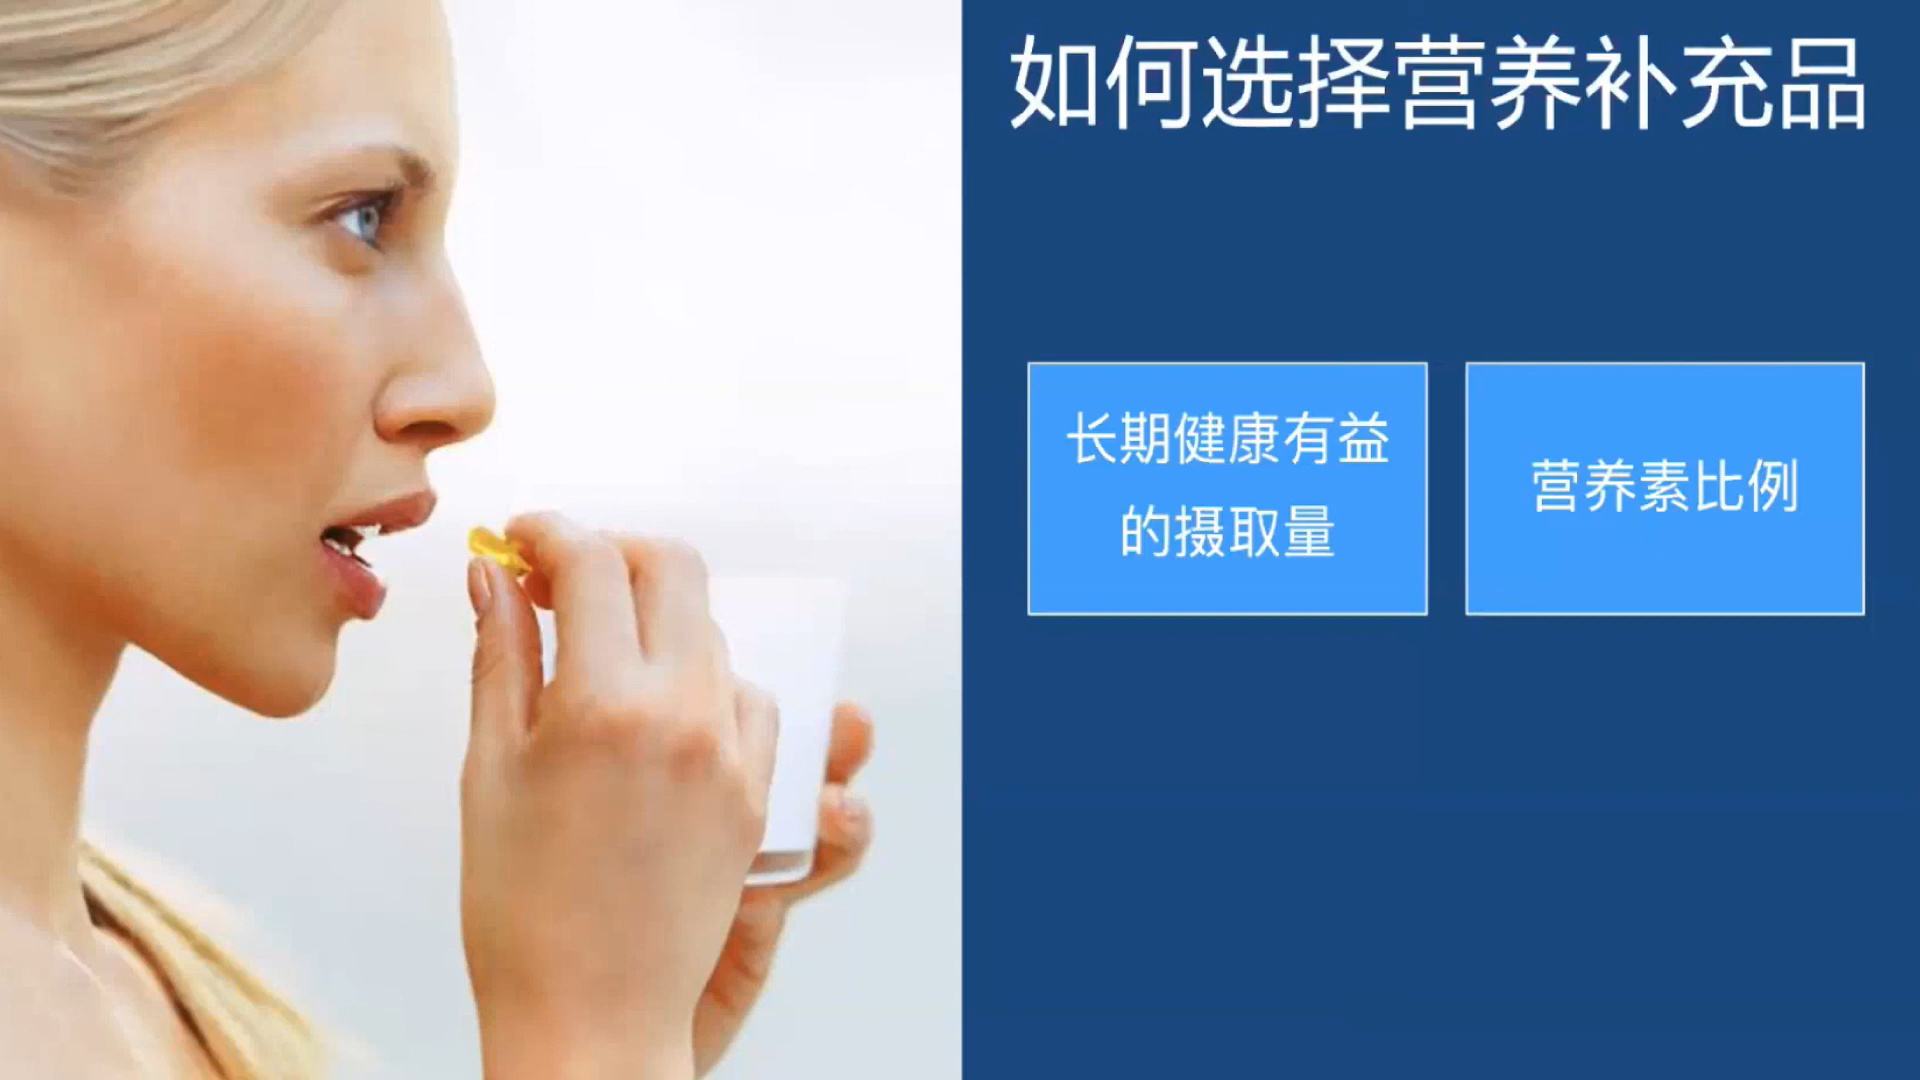 如何选择营养补充品
长期健康有益
的摄取量
营养素比例